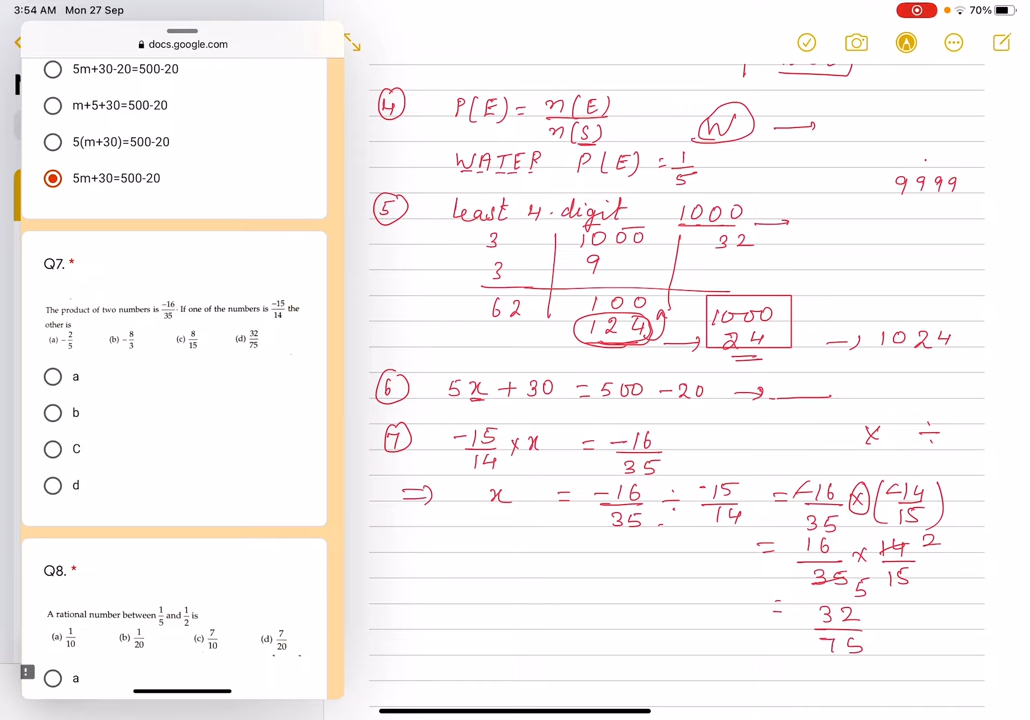 3:54 AM Mon 27 Sep
70%
docs.google.com
5m+30-20=500-20
m+5+30=500-20
5(m+30)=500-20
5m+30=500-20
Q7. *
The product of two numbers is -16/35. If one of the numbers is -15/14 the
other is
(a) -2/5 (b) -8/3 (c) 8/15 (d) 32/75
a
b
C
d
Q8. *
A rational number between 1/5 and 1/2 is
(a) 1/10 (b) 1/20 (c) 7/10 (d) 7/20
a
4 P(E) = n(E)/n(S) W →
WATER P(E) = 1/5
9999
5 least 4-digit 1000 →
3 | 1000 | 32
3 | 9
62 | 100
124 → 1000
24 → 1024
6 5x + 30 = 500 - 20 →
7 -15/14 × x = -16/35 × ÷
⇒ x = -16/35 ÷ -15/14 = -16/35 × (-14/15)
= 16/35 5 × 14/15 2
= 32/75